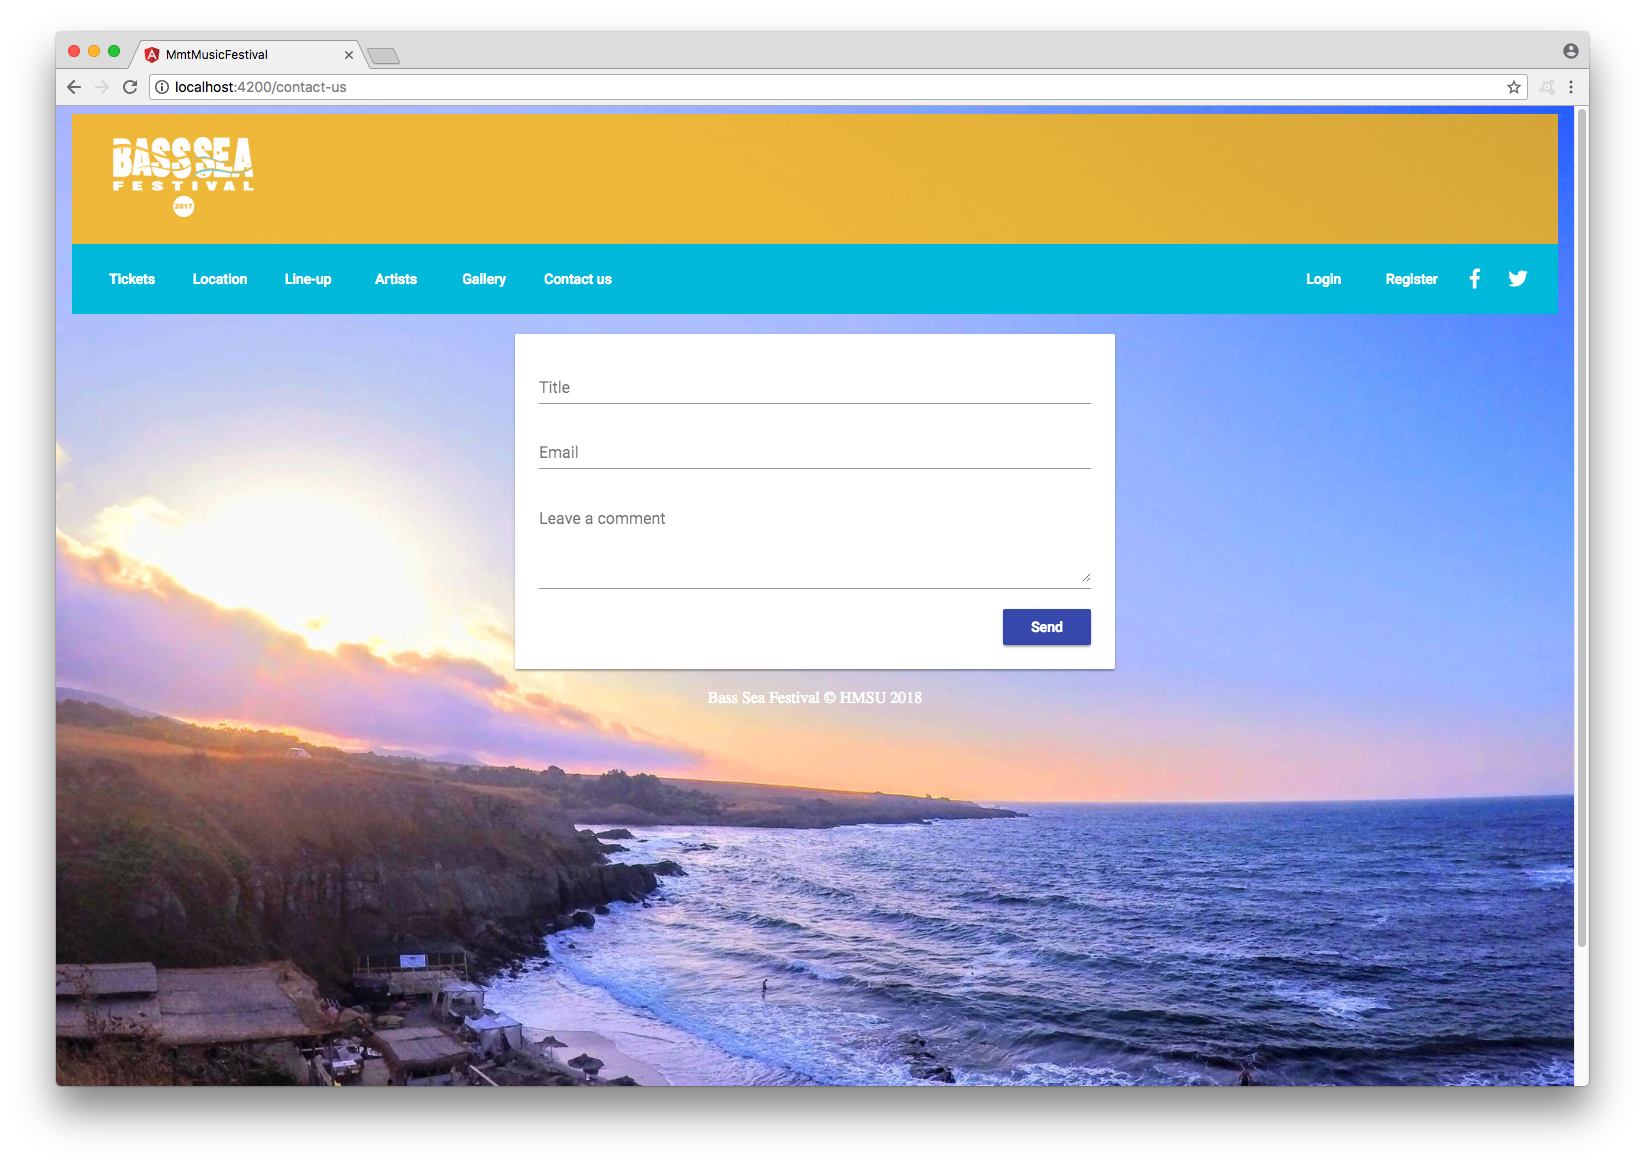 MmtMusicFestival
localhost:4200/contact-us
BASS SEA
FESTIVAL
2017
Tickets Location Line-up Artists Gallery Contact us Login Register
Title
Email
Leave a comment
Send
Bass Sea Festival © HMSU 2018